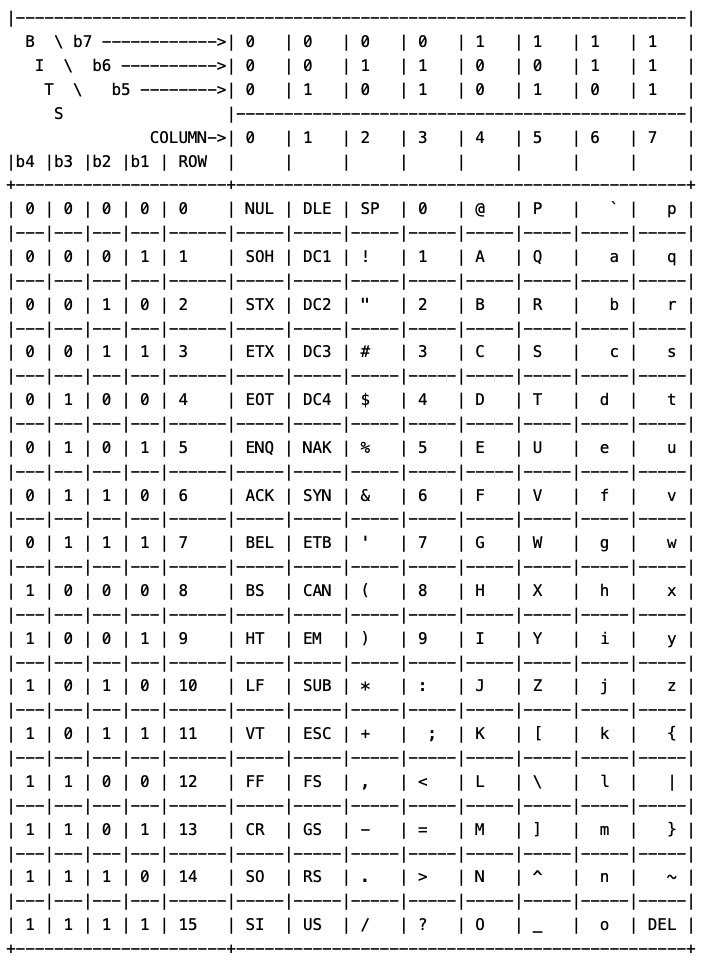 |----------------------------------------------------------------------|
  B  \ b7 ------------>| 0   | 0   | 0   | 0   | 1   | 1   | 1   | 1   |
   I  \  b6 ---------->| 0   | 0   | 1   | 1   | 0   | 0   | 1   | 1   |
    T  \   b5 -------->| 0   | 1   | 0   | 1   | 0   | 1   | 0   | 1   |
     S                 |-----------------------------------------------|
               COLUMN->| 0   | 1   | 2   | 3   | 4   | 5   | 6   | 7   |
|b4 |b3 |b2 |b1 | ROW  |     |     |     |     |     |     |     |     |
+----------------------+-----------------------------------------------+
| 0 | 0 | 0 | 0 | 0    | NUL | DLE | SP  | 0   | @   | P   |   ` |   p |
|---|---|---|---|------|-----|-----|-----|-----|-----|-----|-----|-----|
| 0 | 0 | 0 | 1 | 1    | SOH | DC1 | !   | 1   | A   | Q   |   a |   q |
|---|---|---|---|------|-----|-----|-----|-----|-----|-----|-----|-----|
| 0 | 0 | 1 | 0 | 2    | STX | DC2 | "   | 2   | B   | R   |   b |   r |
|---|---|---|---|------|-----|-----|-----|-----|-----|-----|-----|-----|
| 0 | 0 | 1 | 1 | 3    | ETX | DC3 | #   | 3   | C   | S   |   c |   s |
|---|---|---|---|------|-----|-----|-----|-----|-----|-----|-----|-----|
| 0 | 1 | 0 | 0 | 4    | EOT | DC4 | $   | 4   | D   | T   |  d  |   t |
|---|---|---|---|------|-----|-----|-----|-----|-----|-----|-----|-----|
| 0 | 1 | 0 | 1 | 5    | ENQ | NAK | %   | 5   | E   | U   |  e  |   u |
|---|---|---|---|------|-----|-----|-----|-----|-----|-----|-----|-----|
| 0 | 1 | 1 | 0 | 6    | ACK | SYN | &   | 6   | F   | V   |  f  |   v |
|---|---|---|---|------|-----|-----|-----|-----|-----|-----|-----|-----|
| 0 | 1 | 1 | 1 | 7    | BEL | ETB | '   | 7   | G   | W   |  g  |   w |
|---|---|---|---|------|-----|-----|-----|-----|-----|-----|-----|-----|
| 1 | 0 | 0 | 0 | 8    | BS  | CAN | (   | 8   | H   | X   |  h  |   x |
|---|---|---|---|------|-----|-----|-----|-----|-----|-----|-----|-----|
| 1 | 0 | 0 | 1 | 9    | HT  | EM  | )   | 9   | I   | Y   |  i  |   y |
|---|---|---|---|------|-----|-----|-----|-----|-----|-----|-----|-----|
| 1 | 0 | 1 | 0 | 10   | LF  | SUB | *   | :   | J   | Z   |  j  |   z |
|---|---|---|---|------|-----|-----|-----|-----|-----|-----|-----|-----|
| 1 | 0 | 1 | 1 | 11   | VT  | ESC | +   |  ;  | K   | [   |  k  |   { |
|---|---|---|---|------|-----|-----|-----|-----|-----|-----|-----|-----|
| 1 | 1 | 0 | 0 | 12   | FF  | FS  | ,   | <   | L   | \   |  l  |   | |
|---|---|---|---|------|-----|-----|-----|-----|-----|-----|-----|-----|
| 1 | 1 | 0 | 1 | 13   | CR  | GS  | -   | =   | M   | ]   |  m  |   } |
|---|---|---|---|------|-----|-----|-----|-----|-----|-----|-----|-----|
| 1 | 1 | 1 | 0 | 14   | SO  | RS  | .   | >   | N   | ^   |  n  |   ~ |
|---|---|---|---|------|-----|-----|-----|-----|-----|-----|-----|-----|
| 1 | 1 | 1 | 1 | 15   | SI  | US  | /   | ?   | O   | _   |  o  | DEL |
+----------------------+-----------------------------------------------+